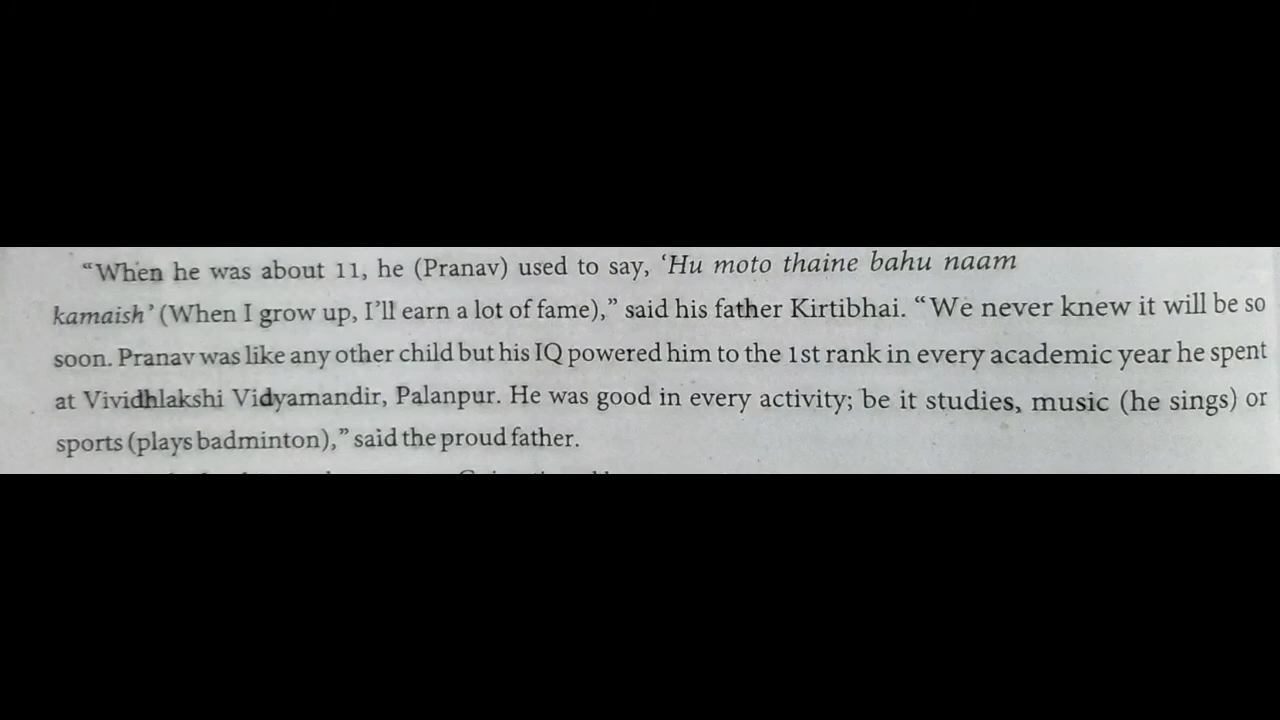 “When he was about 11, he (Pranav) used to say, ‘Hu moto thaine bahu naam
kamaish’ (When I grow up, I’ll earn a lot of fame),” said his father Kirtibhai. “We never knew it will be so
soon. Pranav was like any other child but his IQ powered him to the 1st rank in every academic year he spent
at Vividhlakshi Vidyamandir, Palanpur. He was good in every activity; be it studies, music (he sings) or
sports (plays badminton),” said the proud father.